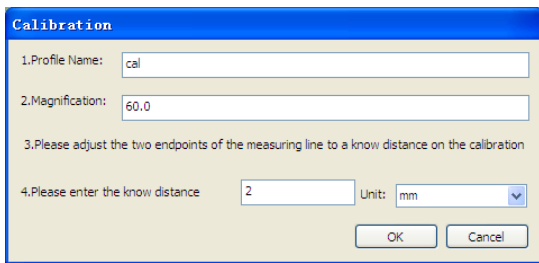 Calibration
1.Profile Name: cal
2.Magnification: 60.0
3.Please adjust the two endpoints of the measuring line to a know distance on the calibration
4.Please enter the know distance 2 Unit: mm
OK Cancel